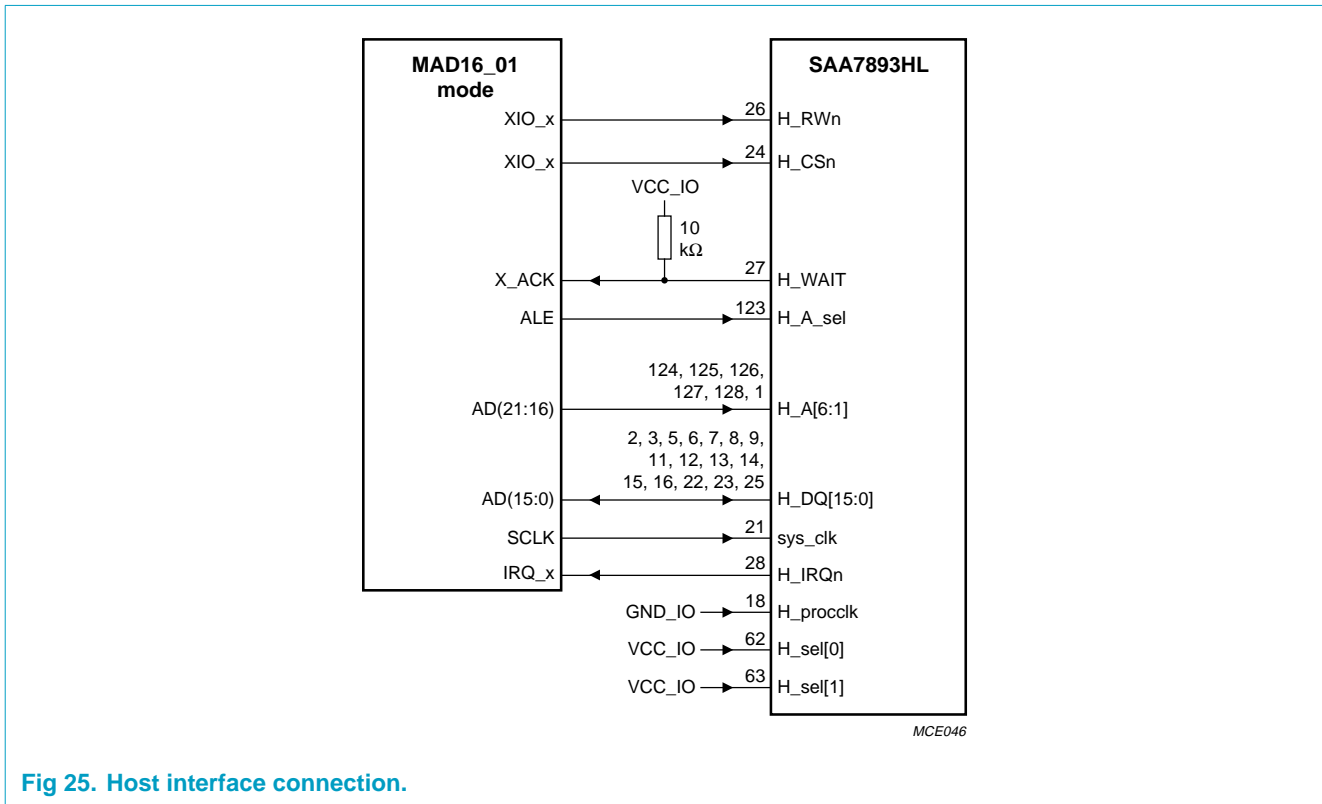 MAD16_01
mode
SAA7893HL
XIO_x
26
H_RWn
XIO_x
24
H_CSn
VCC_IO
10
kΩ
X_ACK
27
H_WAIT
ALE
123
H_A_sel
124, 125, 126,
127, 128, 1
AD(21:16)
H_A[6:1]
2, 3, 5, 6, 7, 8, 9,
11, 12, 13, 14,
15, 16, 22, 23, 25
AD(15:0)
H_DQ[15:0]
SCLK
21
sys_clk
IRQ_x
28
H_IRQn
GND_IO
18
H_procclk
VCC_IO
62
H_sel[0]
VCC_IO
63
H_sel[1]
MCE046
Fig 25. Host interface connection.